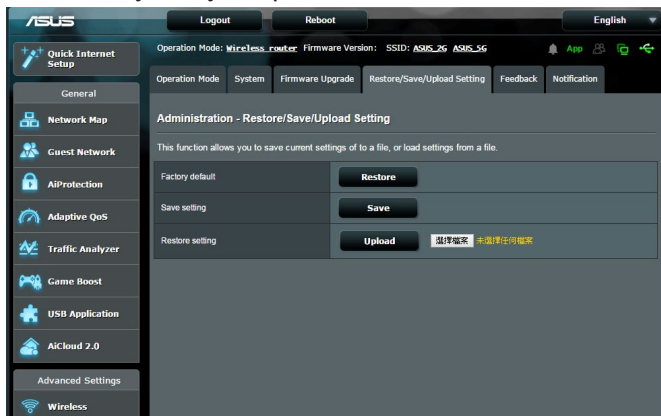 ASUS
Logout
Reboot
English
Quick Internet
Setup
Operation Mode: Wireless router Firmware Version: SSID: ASUS_2G ASUS_5G
App
General
Network Map
Guest Network
AiProtection
Adaptive QoS
Traffic Analyzer
Game Boost
USB Application
AiCloud 2.0
Advanced Settings
Wireless
Operation Mode
System
Firmware Upgrade
Restore/Save/Upload Setting
Feedback
Notification
Administration - Restore/Save/Upload Setting
This function allows you to save current settings of to a file, or load settings from a file.
Factory default
Restore
Save setting
Save
Restore setting
Upload
選擇檔案 未選擇任何檔案